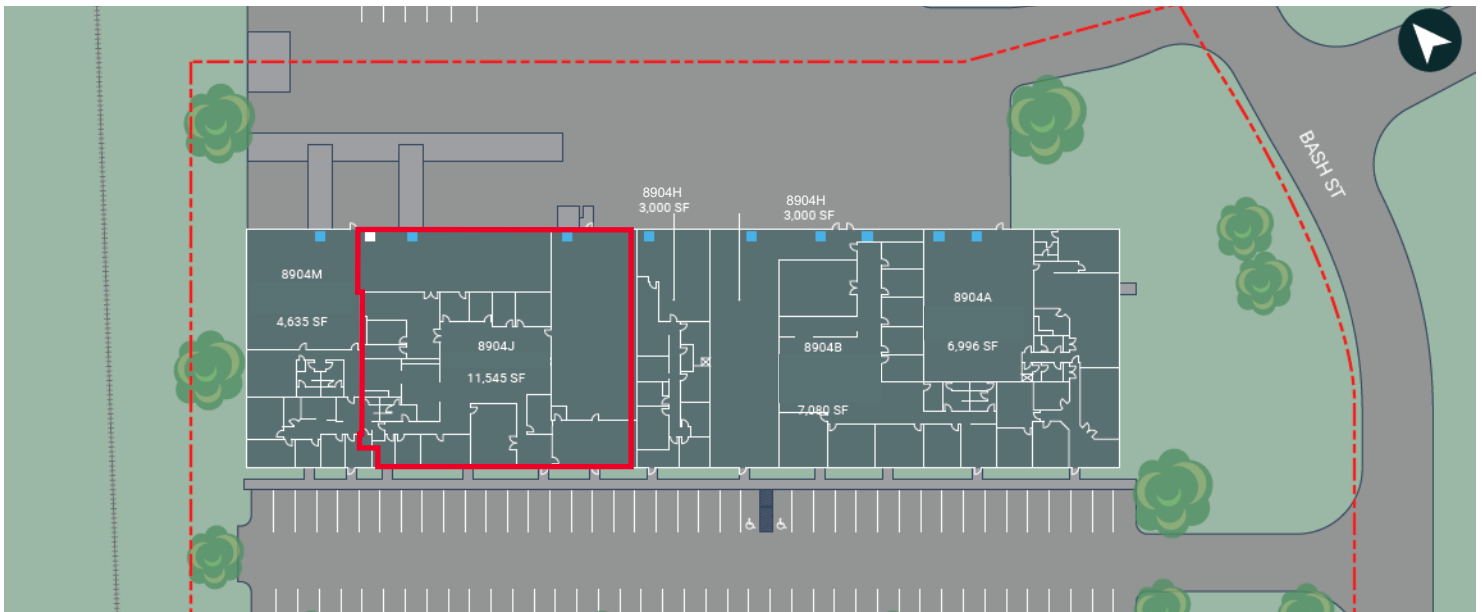 8904H
3,000 SF
8904H
3,000 SF
BASH ST
8904M
4,635 SF
8904J
11,545 SF
8904B
7,080 SF
8904A
6,996 SF